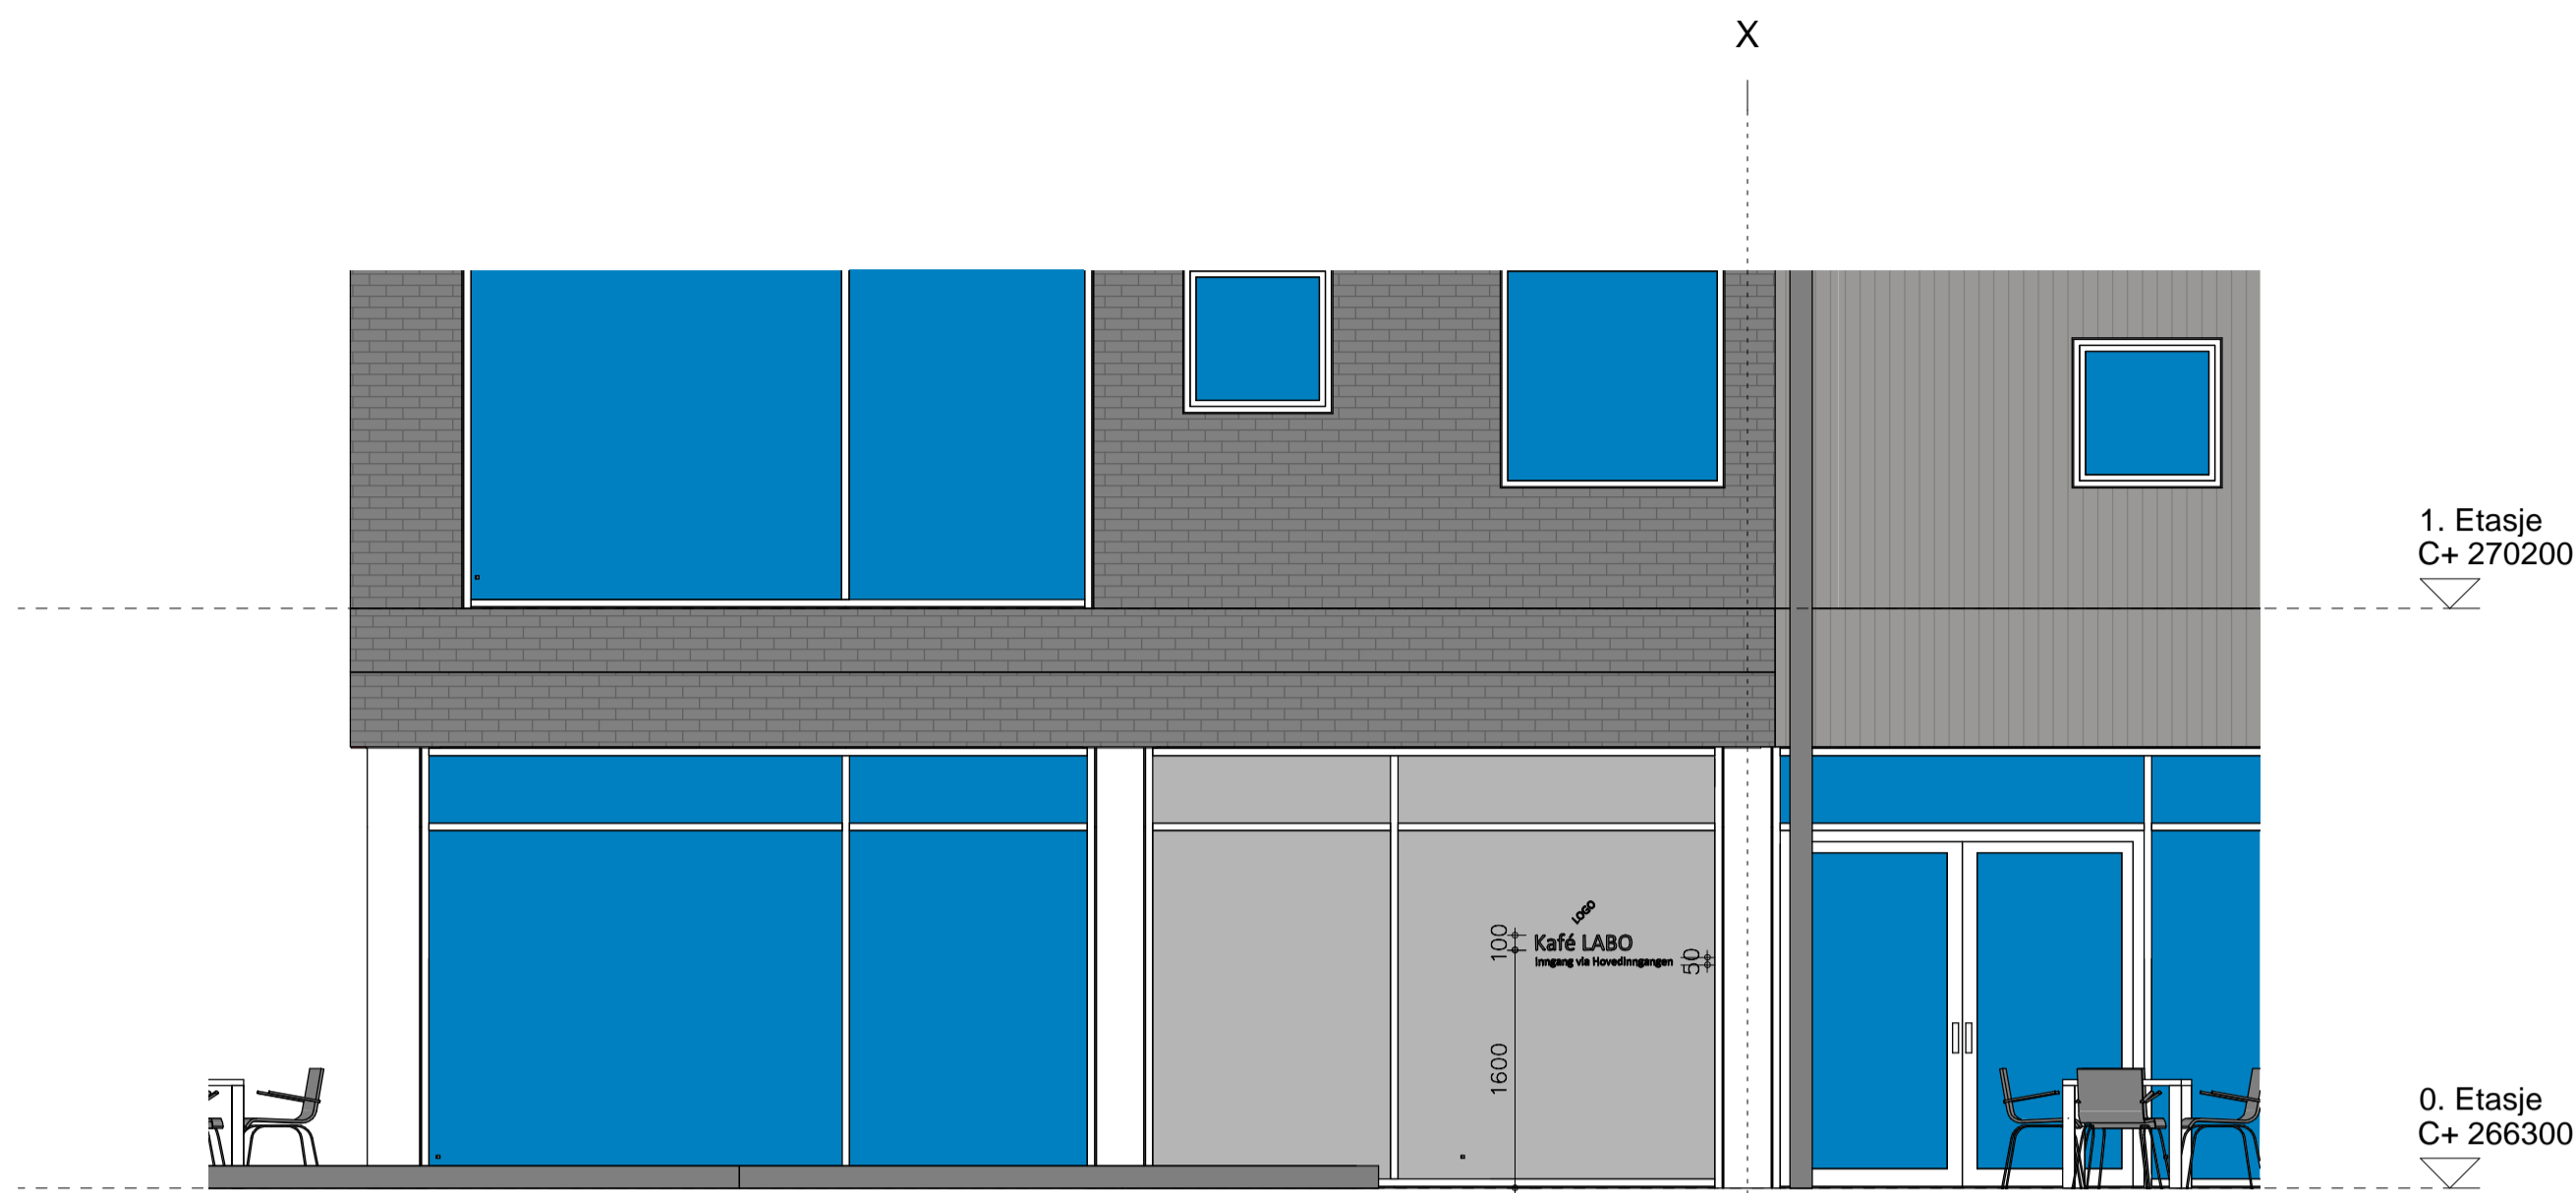 X
1. Etasje
C+ 270200
LOGO
100
Kafé LABO
Inngang via Hovedinngangen
50
1600
0. Etasje
C+ 266300